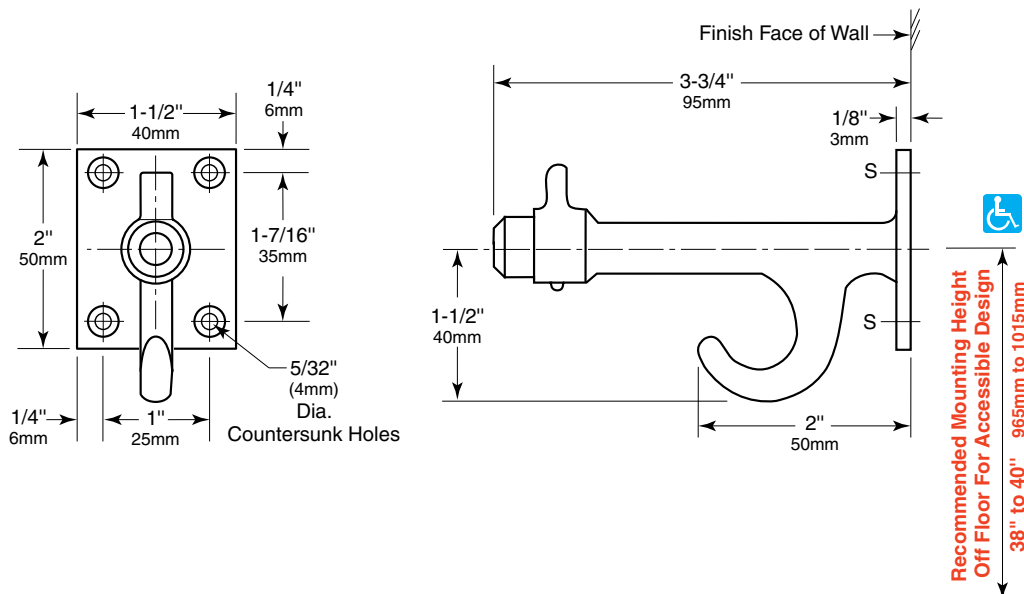 Finish Face of Wall
3-3/4"
95mm
1/4"
6mm
1-1/2"
40mm
1/8"
3mm
S
2"
50mm
1-7/16"
35mm
1-1/2"
40mm
S
5/32"
(4mm)
Dia.
Countersunk Holes
1/4"
6mm
1"
25mm
2"
50mm
Recommended Mounting Height
Off Floor For Accessible Design
38" to 40" 965mm to 1015mm